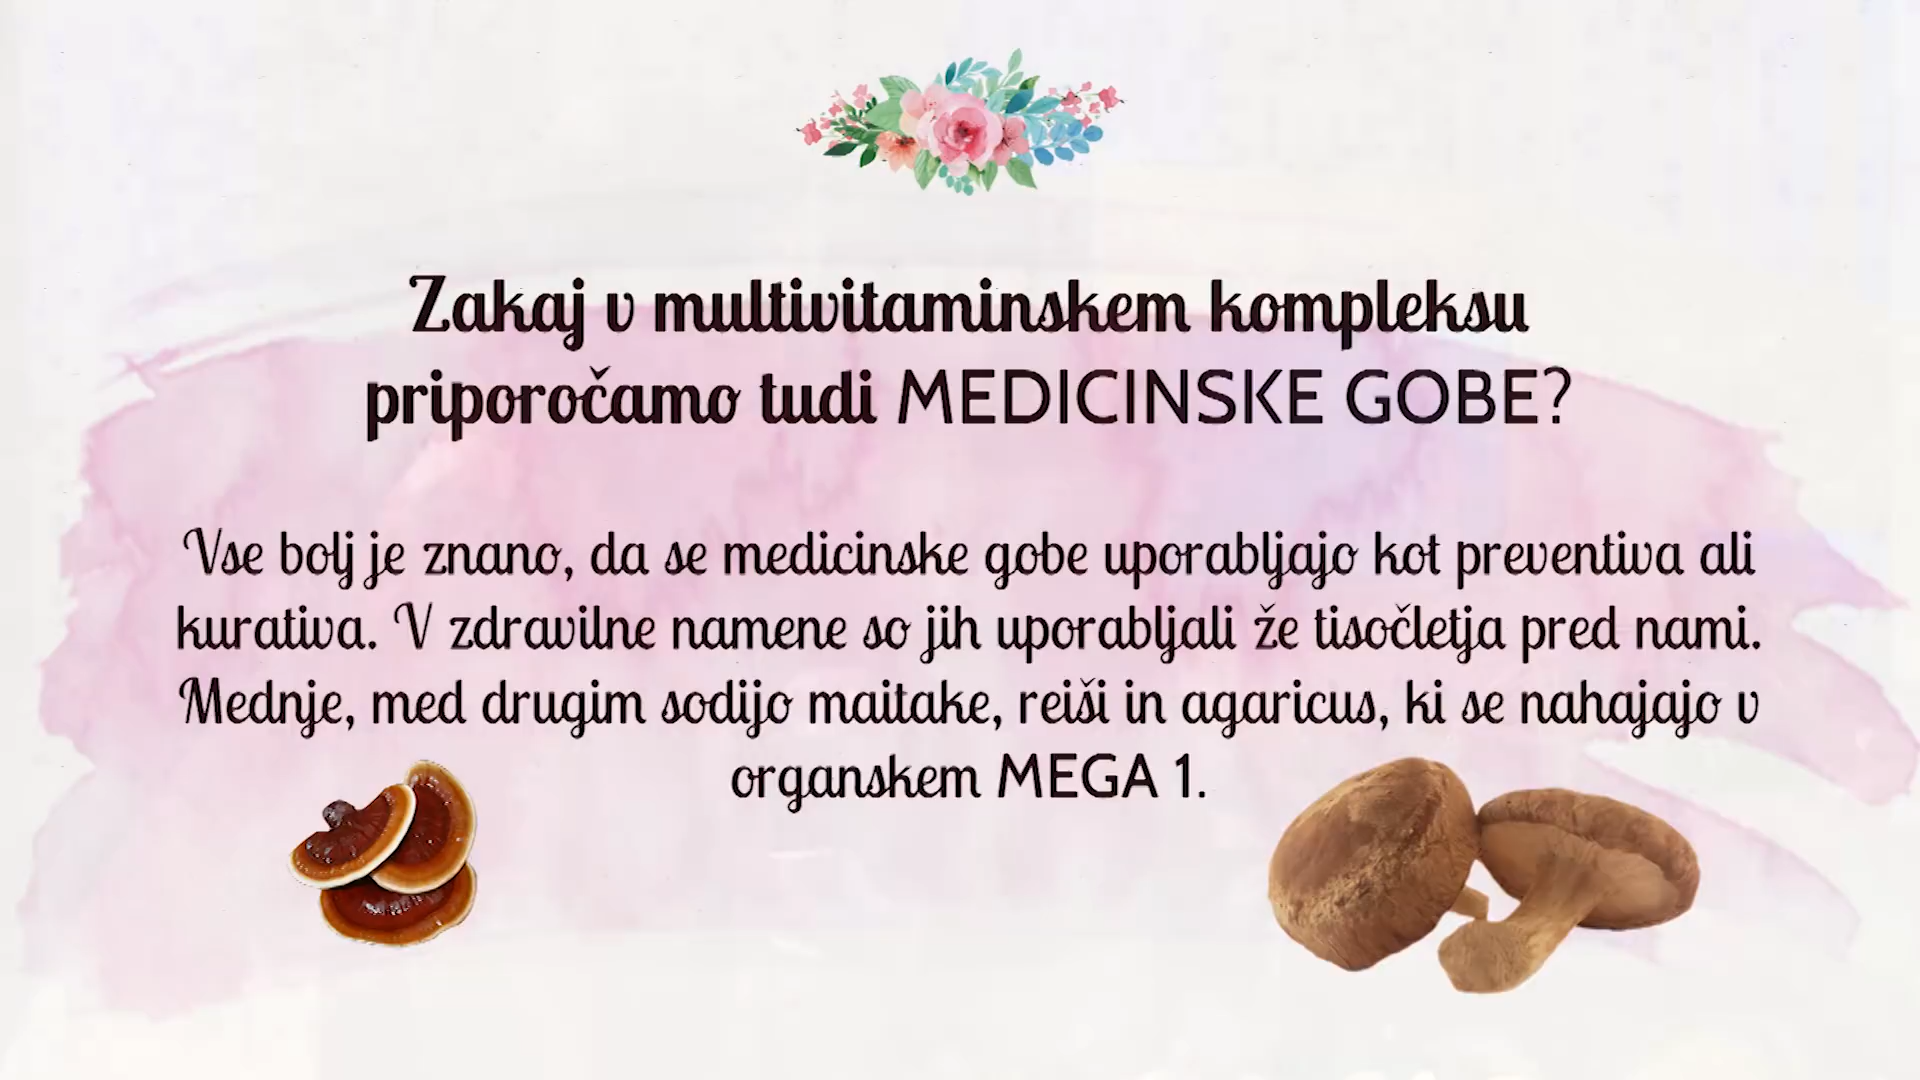 Zakaj v multivitaminskem kompleksu
priporočamo tudi MEDICINSKE GOBE?
Vse bolj je znano, da se medicinske gobe uporabljajo kot preventiva ali
kurativa. V zdravilne namene so jih uporabljali že tisočletja pred nami.
Mednje, med drugim sodijo maitake, reiši in agaricus, ki se nahajajo v
organskem MEGA 1.